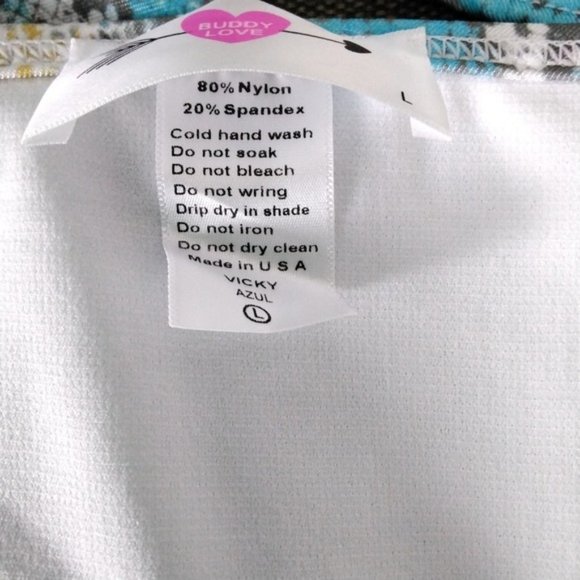 BUDDY
LOVE
L
80% Nylon
20% Spandex
Cold hand wash
Do not soak
Do not bleach
Do not wring
Drip dry in shade
Do not iron
Do not dry clean
Made in U S A
VICKY
AZUL
L